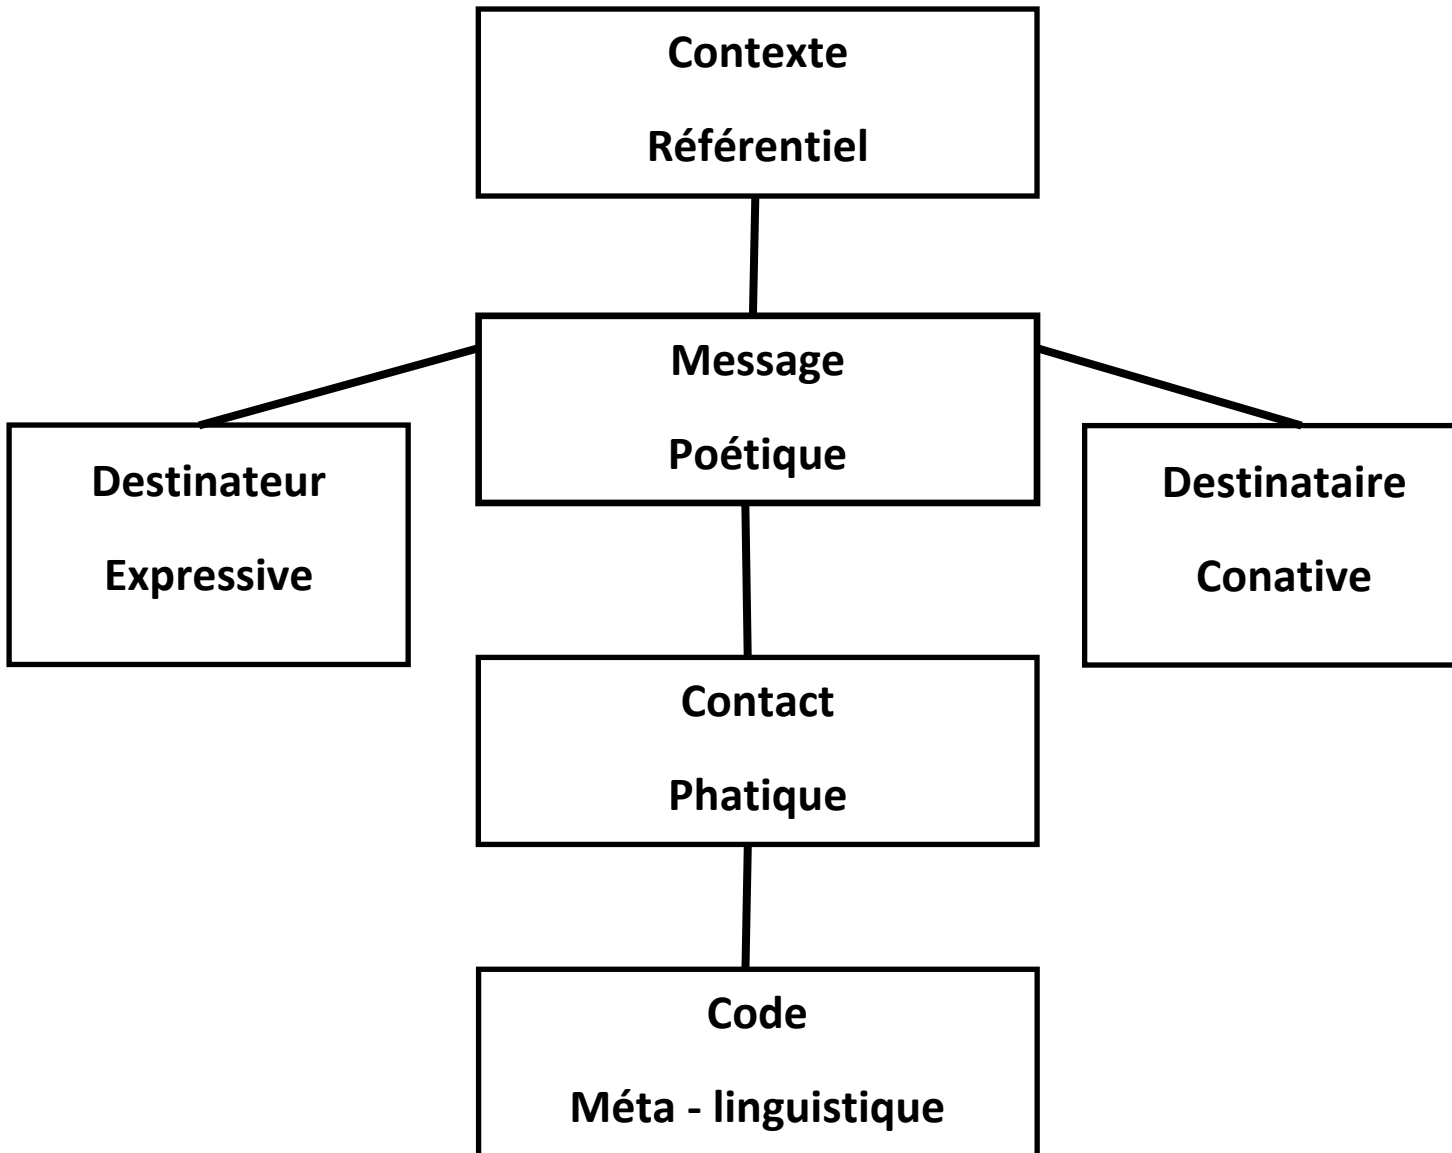 Contexte
Référentiel
Message
Poétique
Destinateur
Expressive
Destinataire
Conative
Contact
Phatique
Code
Méta - linguistique